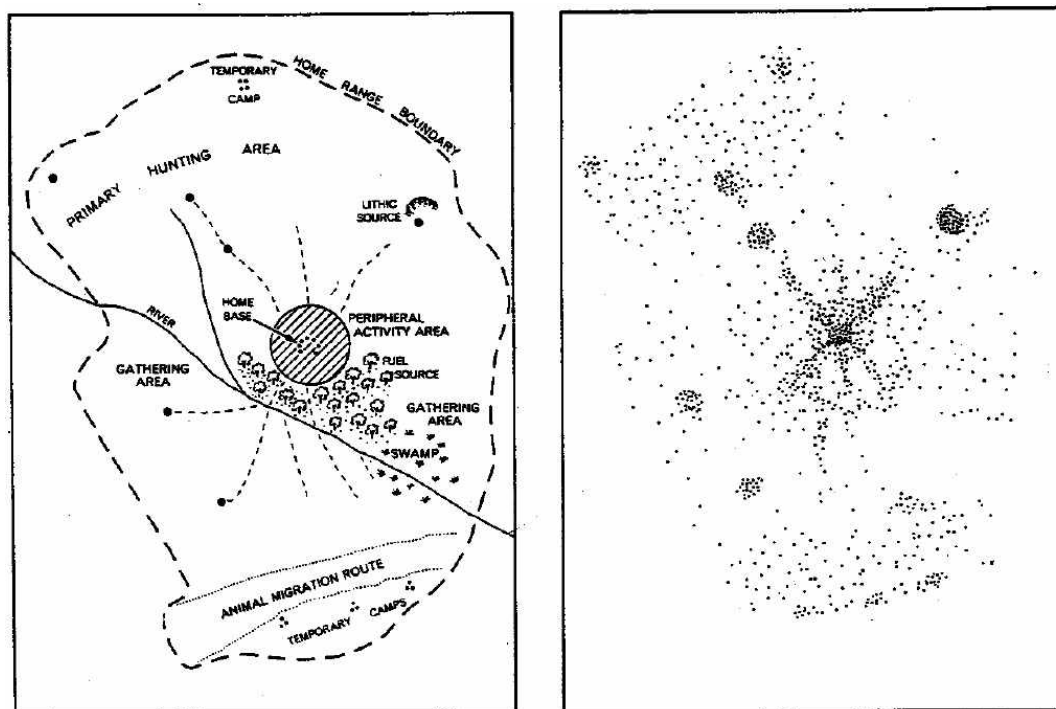 TEMPORARY
CAMP
HOME RANGE BOUNDARY
PRIMARY HUNTING AREA
LITHIC
SOURCE
HOME
BASE
PERIPHERAL
ACTIVITY AREA
RIVER
FUEL
SOURCE
GATHERING
AREA
GATHERING
AREA
SWAMP
ANIMAL MIGRATION ROUTE
TEMPORARY CAMPS